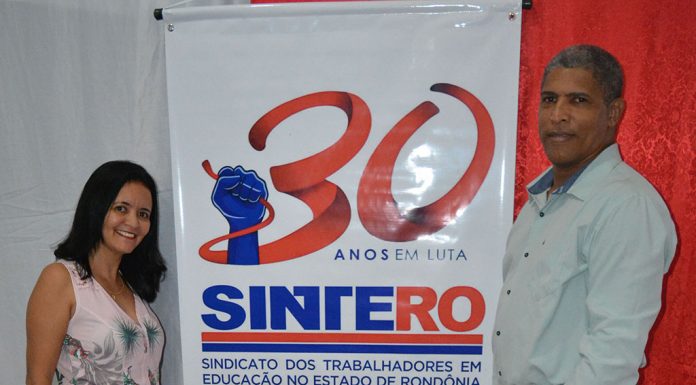 30
ANOS EM LUTA
SINTERO
SINDICATO DOS TRABALHADORES EM
EDUCAÇÃO NO ESTADO DE RONDÔNIA